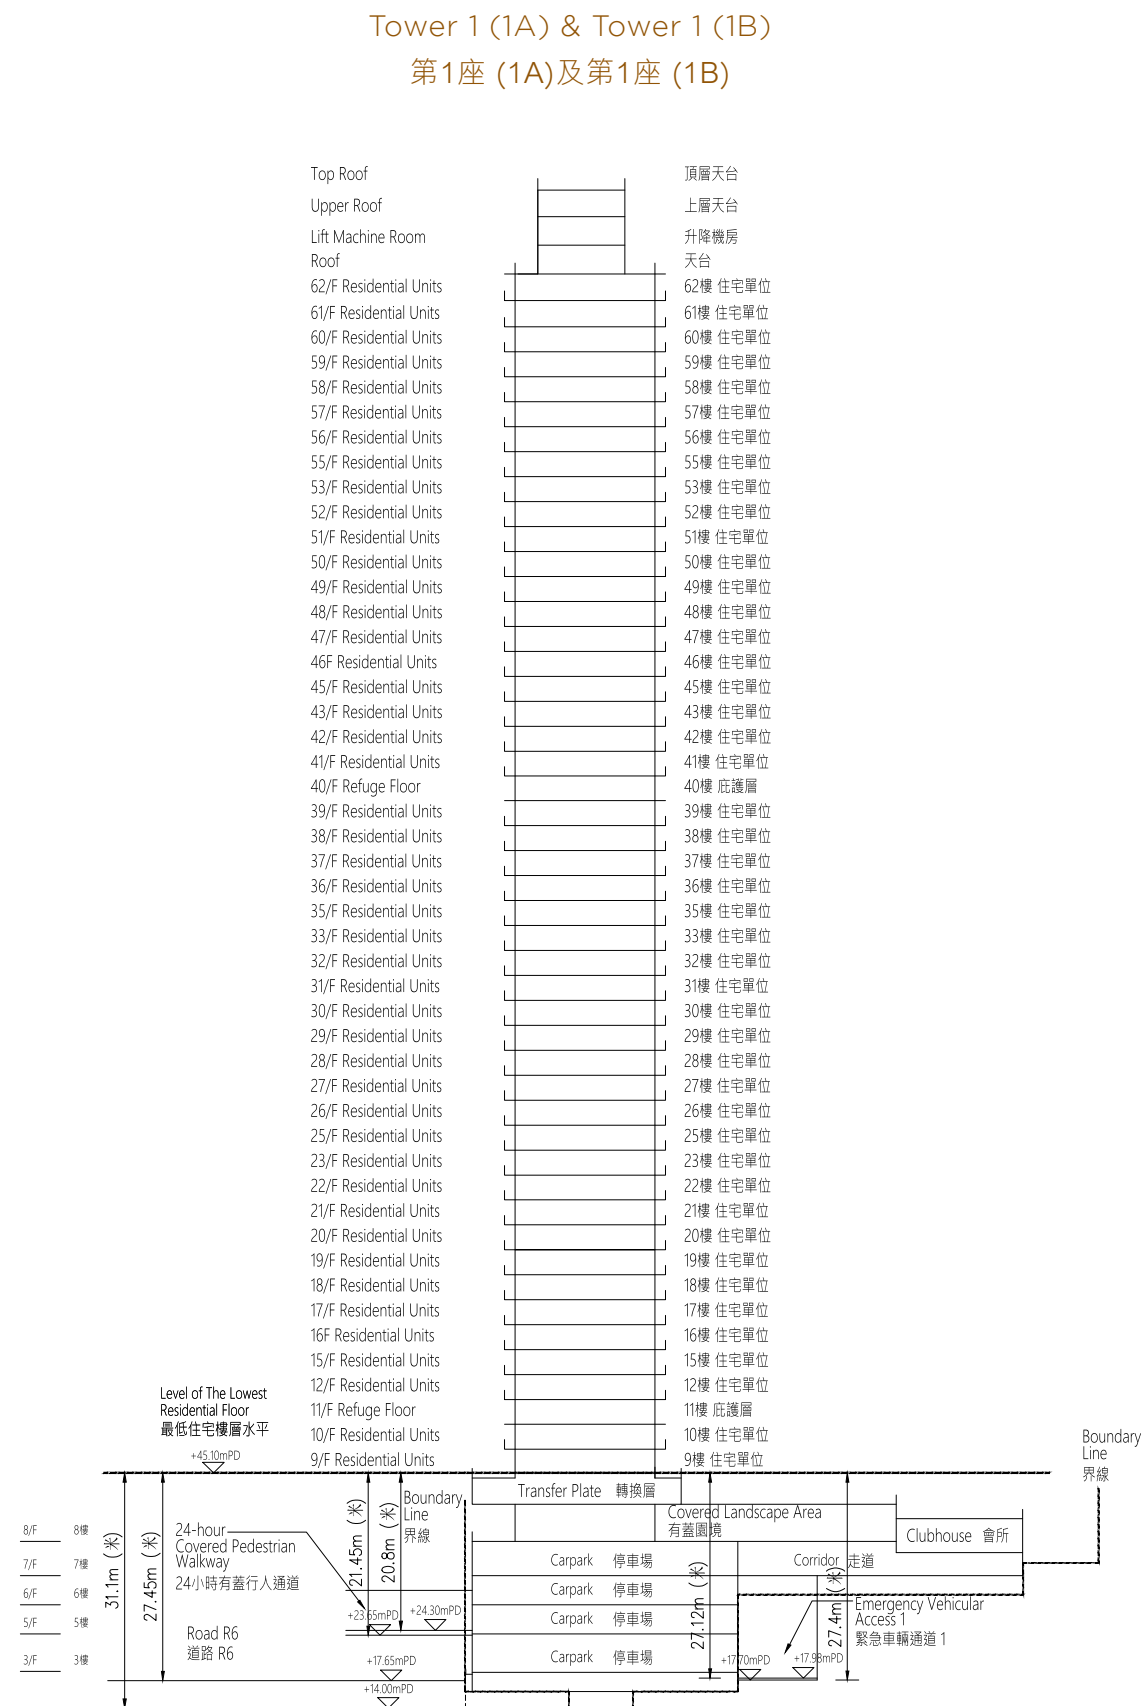 Tower 1 (1A) & Tower 1 (1B)
第1座 (1A)及第1座 (1B)
Top Roof 頂層天台
Upper Roof 上層天台
Lift Machine Room 升降機房
Roof 天台
62/F Residential Units 62樓 住宅單位
61/F Residential Units 61樓 住宅單位
60/F Residential Units 60樓 住宅單位
59/F Residential Units 59樓 住宅單位
58/F Residential Units 58樓 住宅單位
57/F Residential Units 57樓 住宅單位
56/F Residential Units 56樓 住宅單位
55/F Residential Units 55樓 住宅單位
53/F Residential Units 53樓 住宅單位
52/F Residential Units 52樓 住宅單位
51/F Residential Units 51樓 住宅單位
50/F Residential Units 50樓 住宅單位
49/F Residential Units 49樓 住宅單位
48/F Residential Units 48樓 住宅單位
47/F Residential Units 47樓 住宅單位
46F Residential Units 46樓 住宅單位
45/F Residential Units 45樓 住宅單位
43/F Residential Units 43樓 住宅單位
42/F Residential Units 42樓 住宅單位
41/F Residential Units 41樓 住宅單位
40/F Refuge Floor 40樓 庇護層
39/F Residential Units 39樓 住宅單位
38/F Residential Units 38樓 住宅單位
37/F Residential Units 37樓 住宅單位
36/F Residential Units 36樓 住宅單位
35/F Residential Units 35樓 住宅單位
33/F Residential Units 33樓 住宅單位
32/F Residential Units 32樓 住宅單位
31/F Residential Units 31樓 住宅單位
30/F Residential Units 30樓 住宅單位
29/F Residential Units 29樓 住宅單位
28/F Residential Units 28樓 住宅單位
27/F Residential Units 27樓 住宅單位
26/F Residential Units 26樓 住宅單位
25/F Residential Units 25樓 住宅單位
23/F Residential Units 23樓 住宅單位
22/F Residential Units 22樓 住宅單位
21/F Residential Units 21樓 住宅單位
20/F Residential Units 20樓 住宅單位
19/F Residential Units 19樓 住宅單位
18/F Residential Units 18樓 住宅單位
17/F Residential Units 17樓 住宅單位
16F Residential Units 16樓 住宅單位
15/F Residential Units 15樓 住宅單位
12/F Residential Units 12樓 住宅單位
11/F Refuge Floor 11樓 庇護層
10/F Residential Units 10樓 住宅單位
9/F Residential Units 9樓 住宅單位
Level of The Lowest
Residential Floor
最低住宅樓層水平
+45.10mPD
Boundary
Line
界線
Transfer Plate 轉換層
Boundary
Line
界線
Covered Landscape Area
有蓋園境
Clubhouse 會所
24-hour
Covered Pedestrian
Walkway
24小時有蓋行人通道
8/F 8樓
7/F 7樓
6/F 6樓
5/F 5樓
3/F 3樓
31.1m (米)
27.45m (米)
21.45m (米)
20.8m (米)
27.12m (米)
27.4m (米)
Carpark 停車場
Corridor 走道
Carpark 停車場
Carpark 停車場
Carpark 停車場
Emergency Vehicular
Access 1
緊急車輛通道 1
Road R6
道路 R6
+23.65mPD
+24.30mPD
+17.65mPD
+14.00mPD
+17.70mPD
+17.98mPD